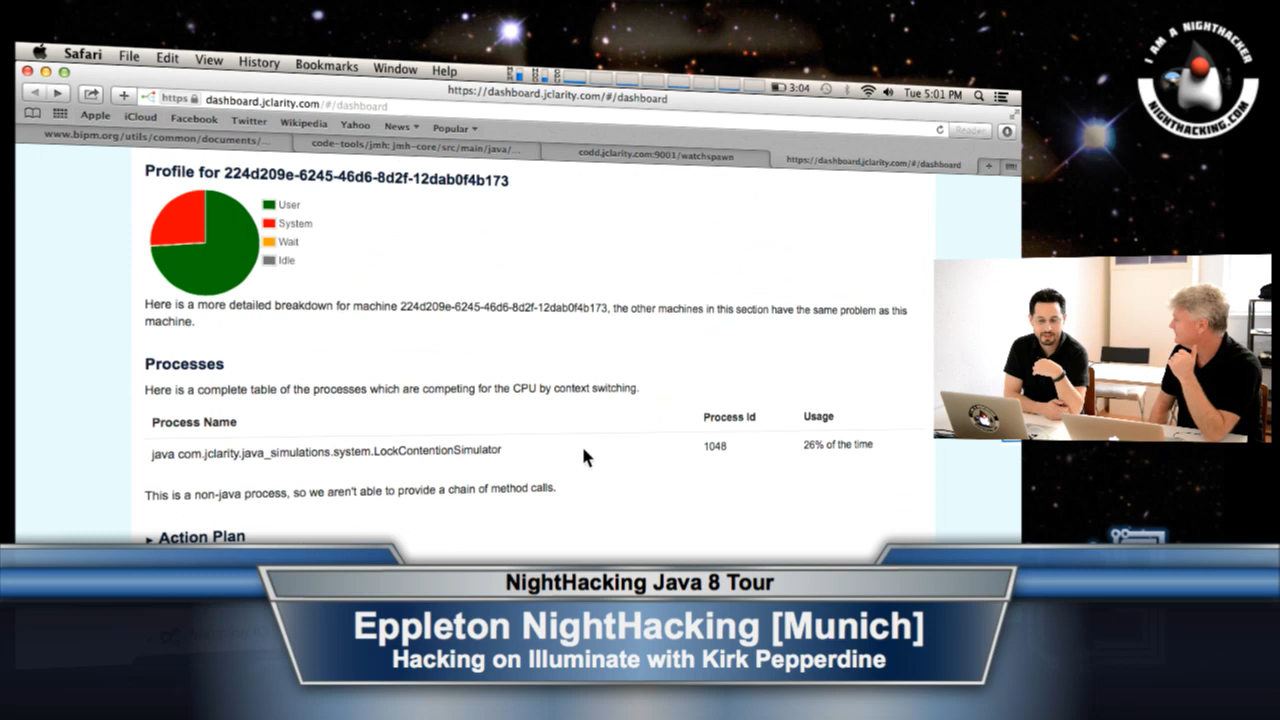 Safari File Edit View History Bookmarks Window Help
3:04 Tue 5:01 PM
https://dashboard.jclarity.com/#/dashboard
https dashboard.jclarity.com/#/dashboard
Reader
Apple iCloud Facebook Twitter Wikipedia Yahoo News Popular
www.bipm.org/utils/common/documents/...
code-tools/jmh: jmh-core/src/main/java/...
codd.jclarity.com:9001/watchspawn
https://dashboard.jclarity.com/#/dashboard
Profile for 224d209e-6245-46d6-8d2f-12dab0f4b173
User
System
Wait
Idle
Here is a more detailed breakdown for machine 224d209e-6245-46d6-8d2f-12dab0f4b173, the other machines in this section have the same problem as this
machine.
Processes
Here is a complete table of the processes which are competing for the CPU by context switching.
Process Name Process Id Usage
java com.jclarity.java_simulations.system.LockContentionSimulator 1048 26% of the time
This is a non-java process, so we aren't able to provide a chain of method calls.
Action Plan
I AM A NIGHTHACKER
NIGHTHACKING.COM
NightHacking Java 8 Tour
Eppleton NightHacking [Munich]
Hacking on Illuminate with Kirk Pepperdine